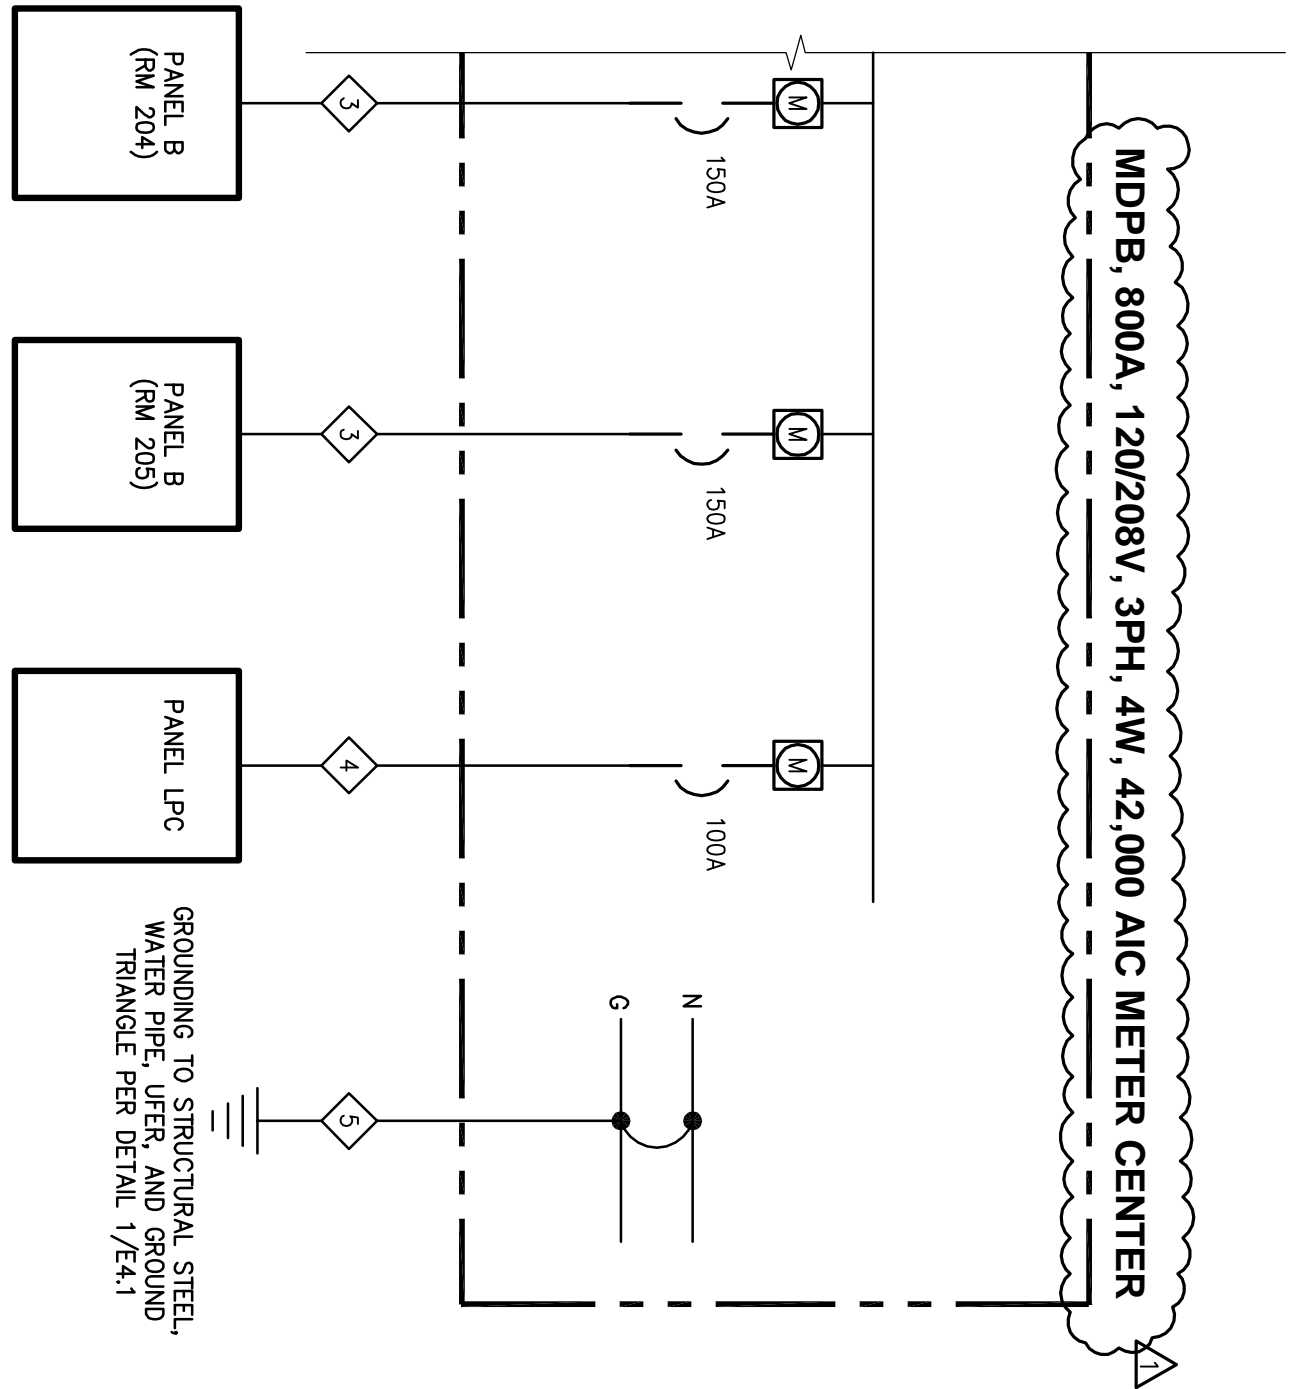 MDPB, 800A, 120/208V, 3PH, 4W, 42,000 AIC METER CENTER
1
M
M
M
150A
150A
100A
N
G
3
3
4
5
PANEL B
(RM 204)
PANEL B
(RM 205)
PANEL LPC
GROUNDING TO STRUCTURAL STEEL,
WATER PIPE, UFER, AND GROUND
TRIANGLE PER DETAIL 1/E4.1